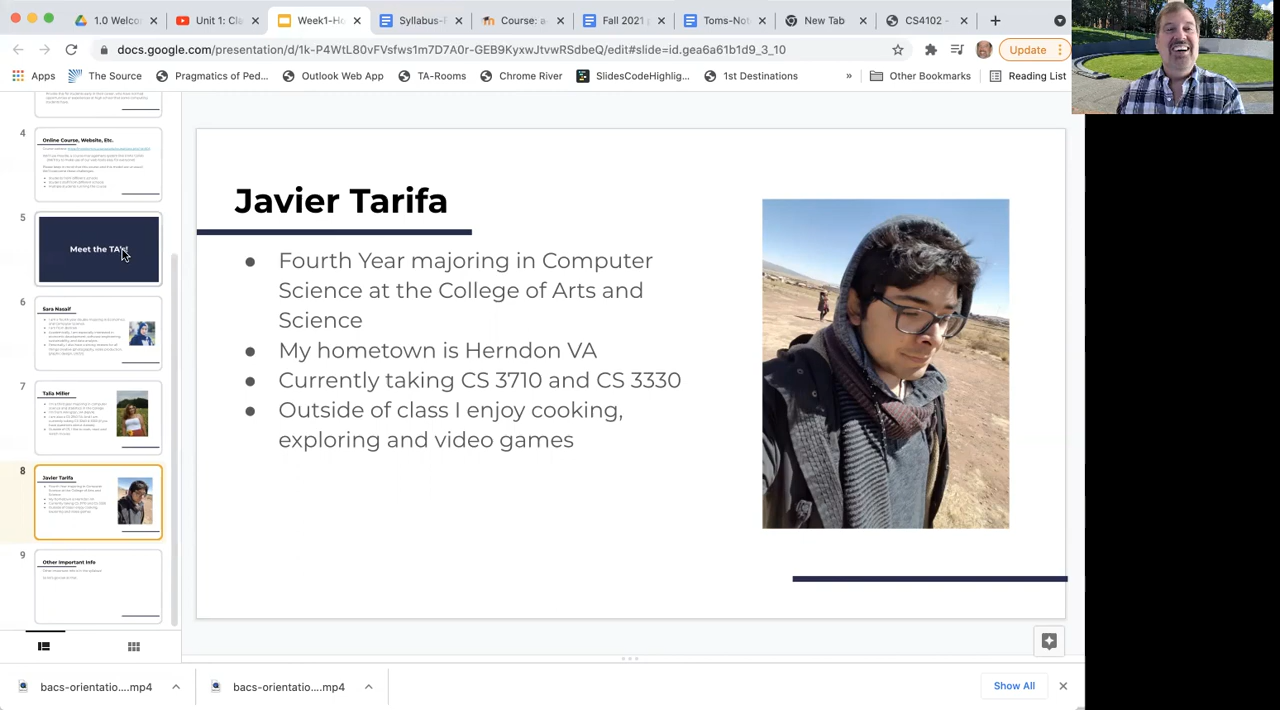 1.0 Welco
Unit 1: Cle
Week1-Ho
Syllabus-
Course: a
Fall 2021
Toms-Not
New Tab
CS4102 -
docs.google.com/presentation/d/1k-P4WtL80vFVsfws1m7D7A0r-GEB9KyxwJtvwRSdbeQ/edit#slide=id.gea6a61b1d9_3_10
Update
Apps
The Source
Pragmatics of Ped...
Outlook Web App
TA-Rooms
Chrome River
SlidesCodeHighlig...
1st Destinations
»
Other Bookmarks
Reading List
4
Online Course, Website, Etc.
5
Meet the TA's!
6
Sara Nasaif
7
Talia Miller
8
Javier Tarifa
9
Other Important Info
Javier Tarifa
● Fourth Year majoring in Computer
Science at the College of Arts and
Science
● My hometown is Herndon VA
● Currently taking CS 3710 and CS 3330
● Outside of class I enjoy cooking,
exploring and video games
bacs-orientatio....mp4
bacs-orientatio....mp4
Show All